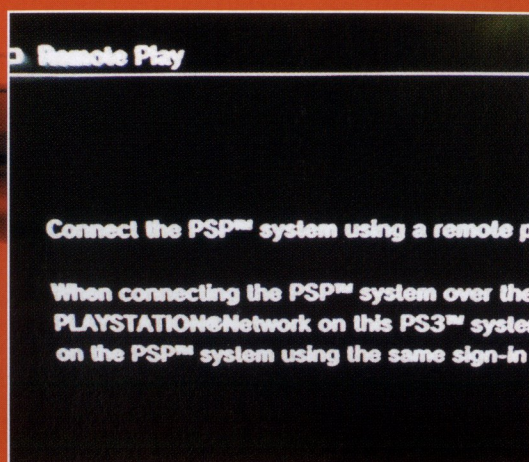 Remote Play
Connect the PSP™ system using a remote p
When connecting the PSP™ system over the
PLAYSTATION®Network on this PS3™ syste
on the PSP™ system using the same sign-in